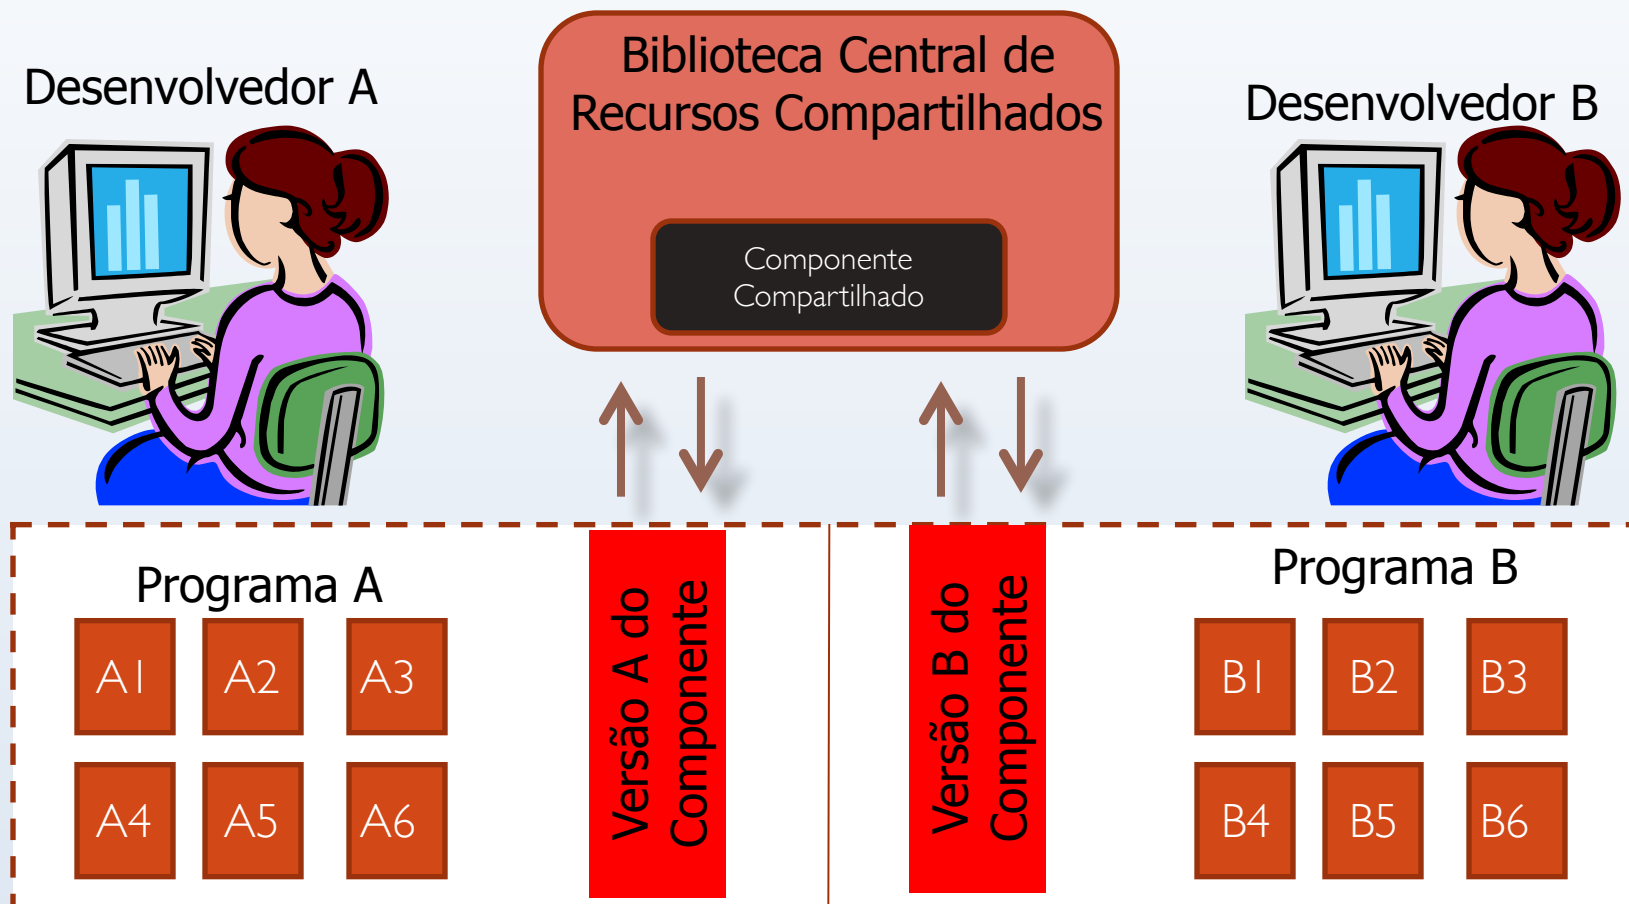 Biblioteca Central de
Recursos Compartilhados
Desenvolvedor A
Desenvolvedor B
Componente
Compartilhado
Programa A
A1
A2
A3
A4
A5
A6
Versão A do
Componente
Versão B do
Componente
Programa B
B1
B2
B3
B4
B5
B6